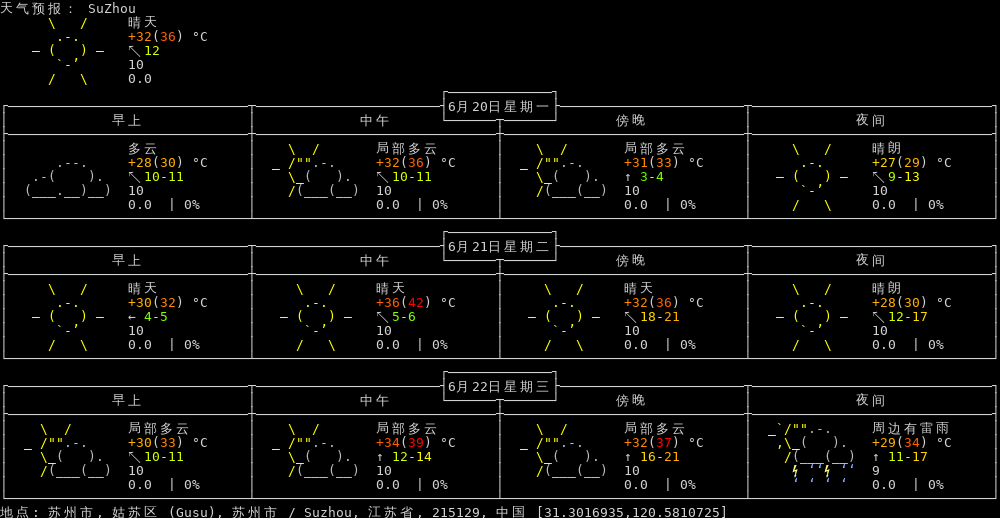 天气预报: SuZhou
晴天
+32(36) °C
↖ 12
10
0.0
6月20日星期一
早上 中午 傍晚 夜间
多云 局部多云 局部多云 晴朗
+28(30) °C +32(36) °C +31(33) °C +27(29) °C
↖ 10-11 ↖ 10-11 ↑ 3-4 ↖ 9-13
10 10 10 10
0.0 | 0% 0.0 | 0% 0.0 | 0% 0.0 | 0%
6月21日星期二
早上 中午 傍晚 夜间
晴天 晴天 晴天 晴朗
+30(32) °C +36(42) °C +32(36) °C +28(30) °C
← 4-5 ↖ 5-6 ↖ 18-21 ↖ 12-17
10 10 10 10
0.0 | 0% 0.0 | 0% 0.0 | 0% 0.0 | 0%
6月22日星期三
早上 中午 傍晚 夜间
局部多云 局部多云 局部多云 周边有雷雨
+30(33) °C +34(39) °C +32(37) °C +29(34) °C
↖ 10-11 ↑ 12-14 ↑ 16-21 ↑ 11-17
10 10 10 9
0.0 | 0% 0.0 | 0% 0.0 | 0% 0.0 | 0%
地点: 苏州市, 姑苏区 (Gusu), 苏州市 / Suzhou, 江苏省, 215129, 中国 [31.3016935,120.5810725]